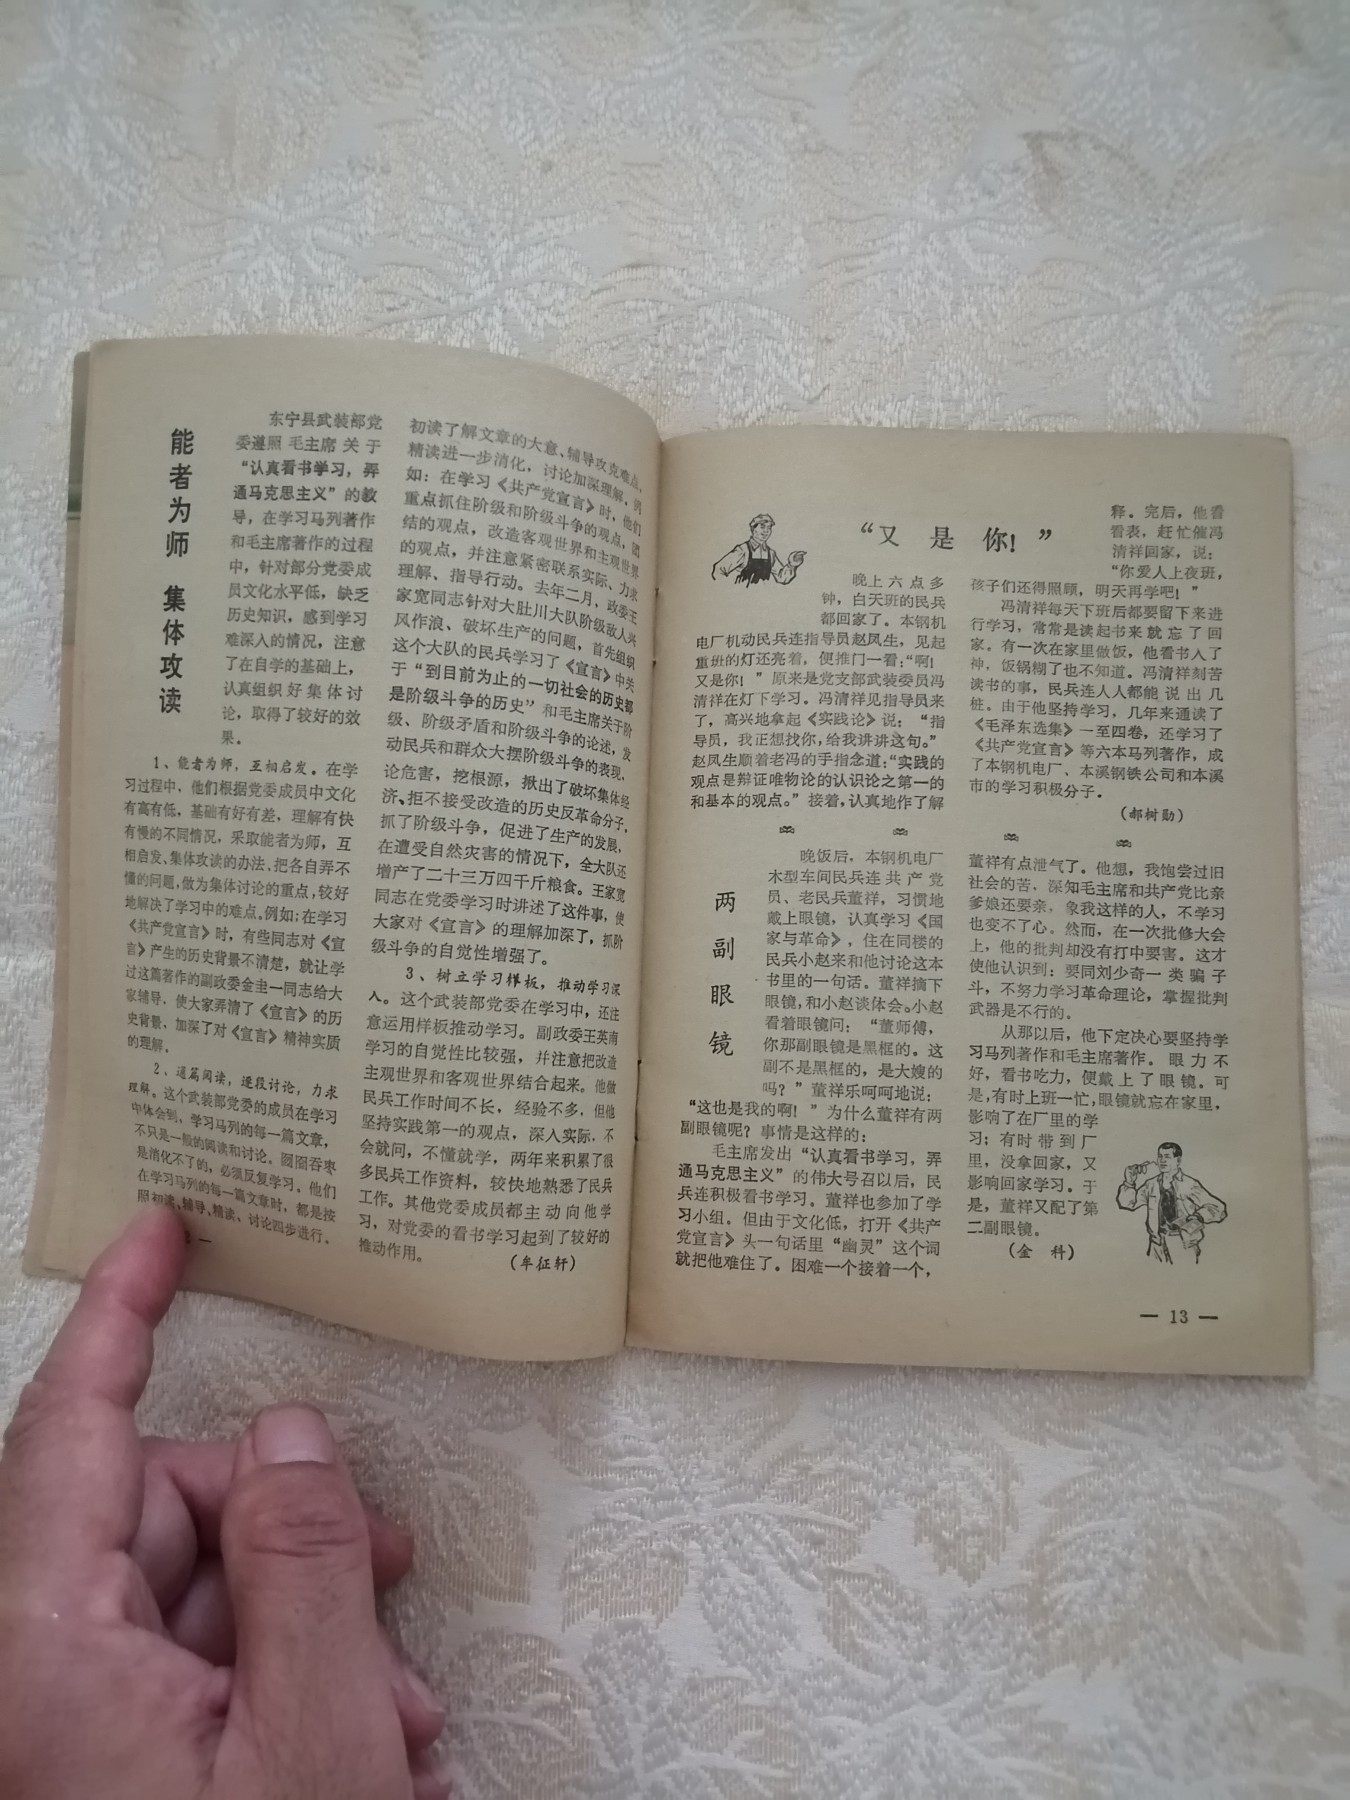 能者为师 集体攻读
东宁县武装部党
委遵照毛主席关于
“认真看书学习，弄
通马克思主义”的教
导，在学习马列著作
和毛主席著作的过程
中，针对部分党委成
员文化水平低，缺乏
历史知识，感到学习
难深入的情况，注意
了在自学的基础上，
认真组织好集体讨
论，取得了较好的效
果。
1、能者为师，互相启发。在学
习过程中，他们根据党委成员中文化
有高有低，基础有好有差，理解有快
有慢的不同情况，采取能者为师，互
相启发、集体攻读的办法、把各自弄不
懂的问题，做为集体讨论的重点，较好
地解决了学习中的难点。例如：在学习
《共产党宣言》时，有些同志对《宣
言》产生的历史背景不清楚，就让学
过这篇著作的副政委金圭一同志给大
家辅导，使大家弄清了《宣言》的历
史背景，加深了对《宣言》精神实质
的理解。
2、通篇阅读，逐段讨论，力求
理解。这个武装部党委的成员在学习
中体会到，学习马列的每一篇文章，
不只是一般的阅读和讨论。囫囵吞枣
是消化不了的，必须反复学习。他们
在学习马列的每一篇文章时，都是按
照初读、辅导、精读、讨论四步进行。
2 —
初读了解文章的大意、辅导攻克难点、
精读进一步消化，讨论加深理解。例
如：在学习《共产党宣言》时，他们
重点抓住阶级和阶级斗争的观点，团
结的观点，改造客观世界和主观世界
的观点，并注意紧密联系实际、力求
理解、指导行动。去年二月，政委王
家宽同志针对大肚川大队阶级敌人兴
风作浪、破坏生产的问题，首先组织
这个大队的民兵学习了《宣言》中关
于“到目前为止的一切社会的历史都
是阶级斗争的历史”和毛主席关于阶
级、阶级矛盾和阶级斗争的论述，发
动民兵和群众大摆阶级斗争的表现，
论危害，挖根源，揪出了破坏集体经
济、拒不接受改造的历史反革命分子，
抓了阶级斗争，促进了生产的发展，
在遭受自然灾害的情况下，全大队还
增产了二十三万四千斤粮食。王家宽
同志在党委学习时讲述了这件事，使
大家对《宣言》的理解加深了，抓阶
级斗争的自觉性增强了。
3、树立学习样板，推动学习深
入。这个武装部党委在学习中，还注
意运用样板推动学习。副政委王英南
学习的自觉性比较强，并注意把改造
主观世界和客观世界结合起来。他做
民兵工作时间不长，经验不多，但他
坚持实践第一的观点，深入实际，不
会就问，不懂就学，两年来积累了很
多民兵工作资料，较快地熟悉了民兵
工作。其他党委成员都主动向他学
习，对党委的看书学习起到了较好的
推动作用。
（牟征轩）
“又是你！”
晚上六点多
钟，白天班的民兵
都回家了。本钢机
电厂机动民兵连指导员赵凤生，见起
重班的灯还亮着，便推门一看：“啊！
又是你！”原来是党支部武装委员冯
清祥在灯下学习。冯清祥见指导员来
了，高兴地拿起《实践论》说：“指
导员，我正想找你，给我讲讲这句。”
赵凤生顺着老冯的手指念道：“实践的
观点是辩证唯物论的认识论之第一的
和基本的观点。”接着，认真地作了解
释。完后，他看
看表，赶忙催冯
清祥回家，说：
“你爱人上夜班，
孩子们还得照顾，明天再学吧！”
冯清祥每天下班后都要留下来进
行学习，常常是读起书来就忘了回
家。有一次在家里做饭，他看书入了
神，饭锅糊了也不知道。冯清祥刻苦
读书的事，民兵连人人都能说出几
桩。由于他坚持学习，几年来通读了
《毛泽东选集》一至四卷，还学习了
《共产党宣言》等六本马列著作，成
了本钢机电厂、本溪钢铁公司和本溪
市的学习积极分子。
（郝树勋）
两副眼镜
晚饭后，本钢机电厂
木型车间民兵连共产党
员、老民兵董祥，习惯地
戴上眼镜，认真学习《国
家与革命》，住在同楼的
民兵小赵来和他讨论这本
书里的一句话。董祥摘下
眼镜，和小赵谈体会。小赵
看着眼镜问：“董师傅，
你那副眼镜是黑框的。这
副不是黑框的，是大嫂的
吗？”董祥乐呵呵地说：
“这也是我的啊！”为什么董祥有两
副眼镜呢？事情是这样的：
毛主席发出“认真看书学习，弄
通马克思主义”的伟大号召以后，民
兵连积极看书学习。董祥也参加了学
习小组。但由于文化低，打开《共产
党宣言》头一句话里“幽灵”这个词
就把他难住了。困难一个接着一个，
董祥有点泄气了。他想，我饱尝过旧
社会的苦，深知毛主席和共产党比亲
爹娘还要亲，象我这样的人，不学习
也变不了心。然而，在一次批修大会
上，他的批判却没有打中要害。这才
使他认识到：要同刘少奇一类骗子
斗，不努力学习革命理论，掌握批判
武器是不行的。
从那以后，他下定决心要坚持学
习马列著作和毛主席著作。眼力不
好，看书吃力，便戴上了眼镜。可
是，有时上班一忙，眼镜就忘在家里，
影响了在厂里的学
习；有时带到厂
里，没拿回家，又
影响回家学习。于
是，董祥又配了第
二副眼镜。
（金科）
— 13 —